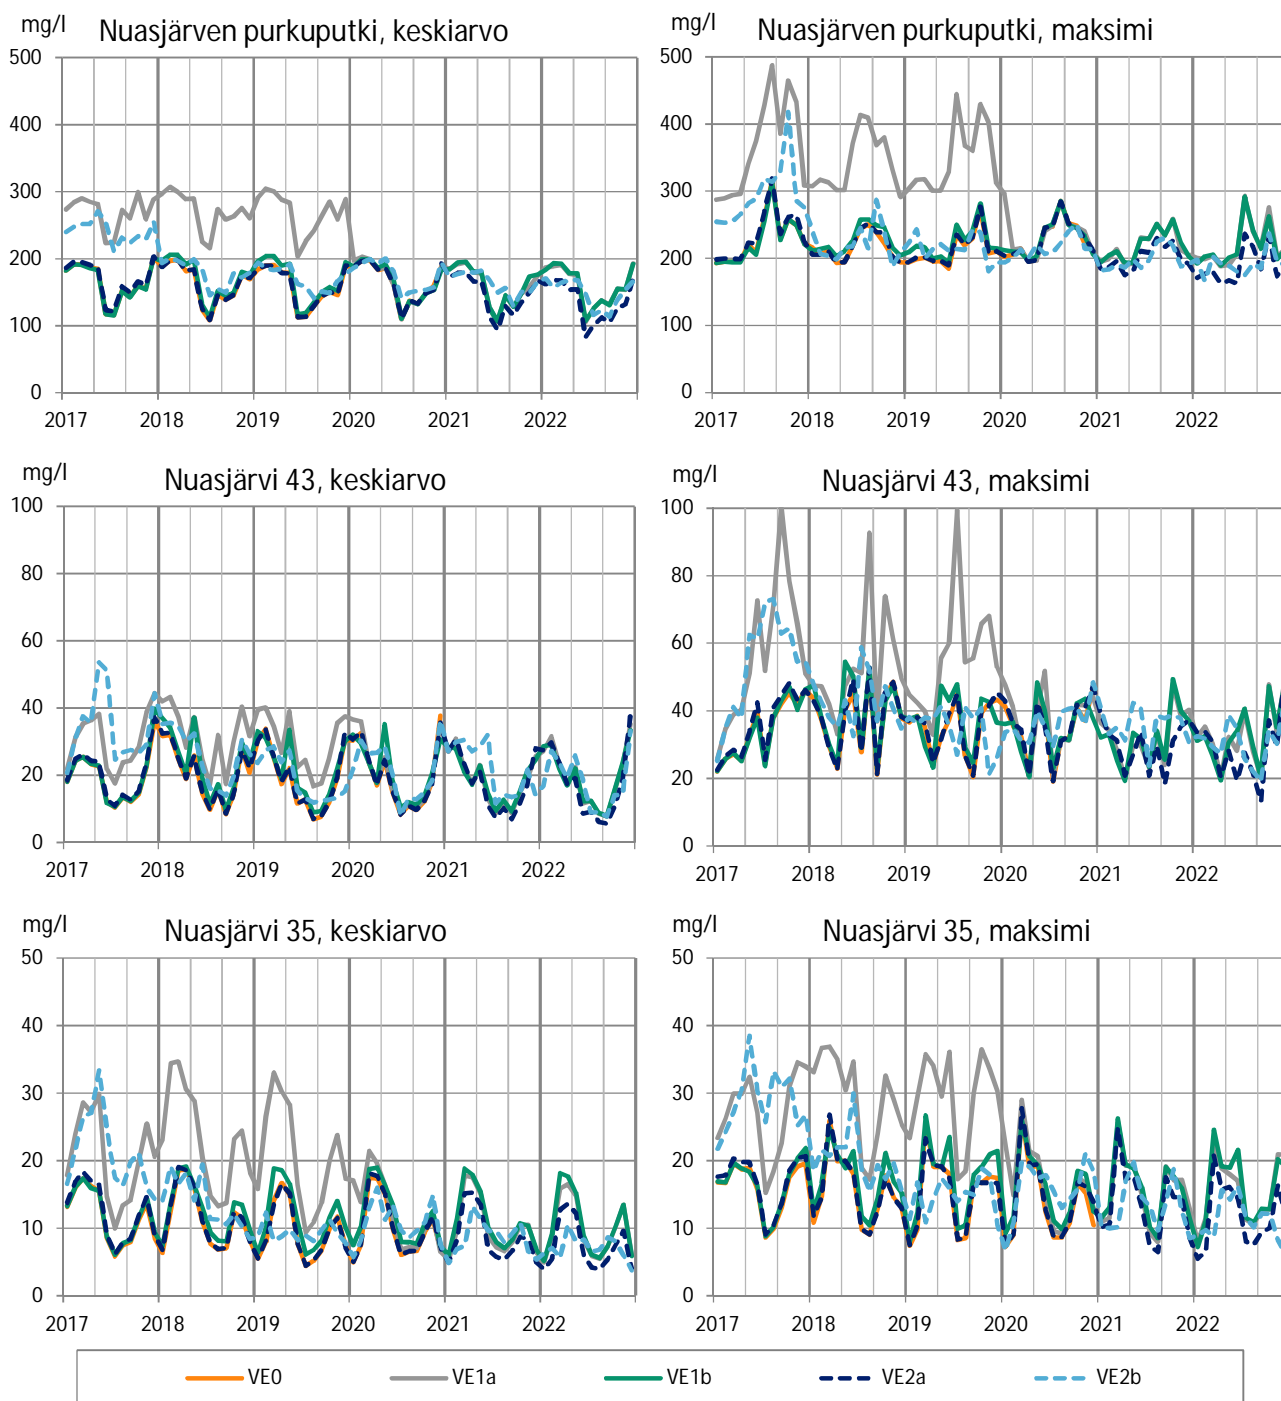 mg/l
Nuasjärven purkuputki, keskiarvo
500
400
300
200
100
0
2017 2018 2019 2020 2021 2022
Nuasjärven purkuputki, maksimi
mg/l
500
400
300
200
100
0
2017 2018 2019 2020 2021 2022
mg/l
Nuasjärvi 43, keskiarvo
100
80
60
40
20
0
2017 2018 2019 2020 2021 2022
mg/l
Nuasjärvi 43, maksimi
100
80
60
40
20
0
2017 2018 2019 2020 2021 2022
mg/l
Nuasjärvi 35, keskiarvo
50
40
30
20
10
0
2017 2018 2019 2020 2021 2022
mg/l
Nuasjärvi 35, maksimi
50
40
30
20
10
0
2017 2018 2019 2020 2021 2022
VE0 VE1a VE1b VE2a VE2b